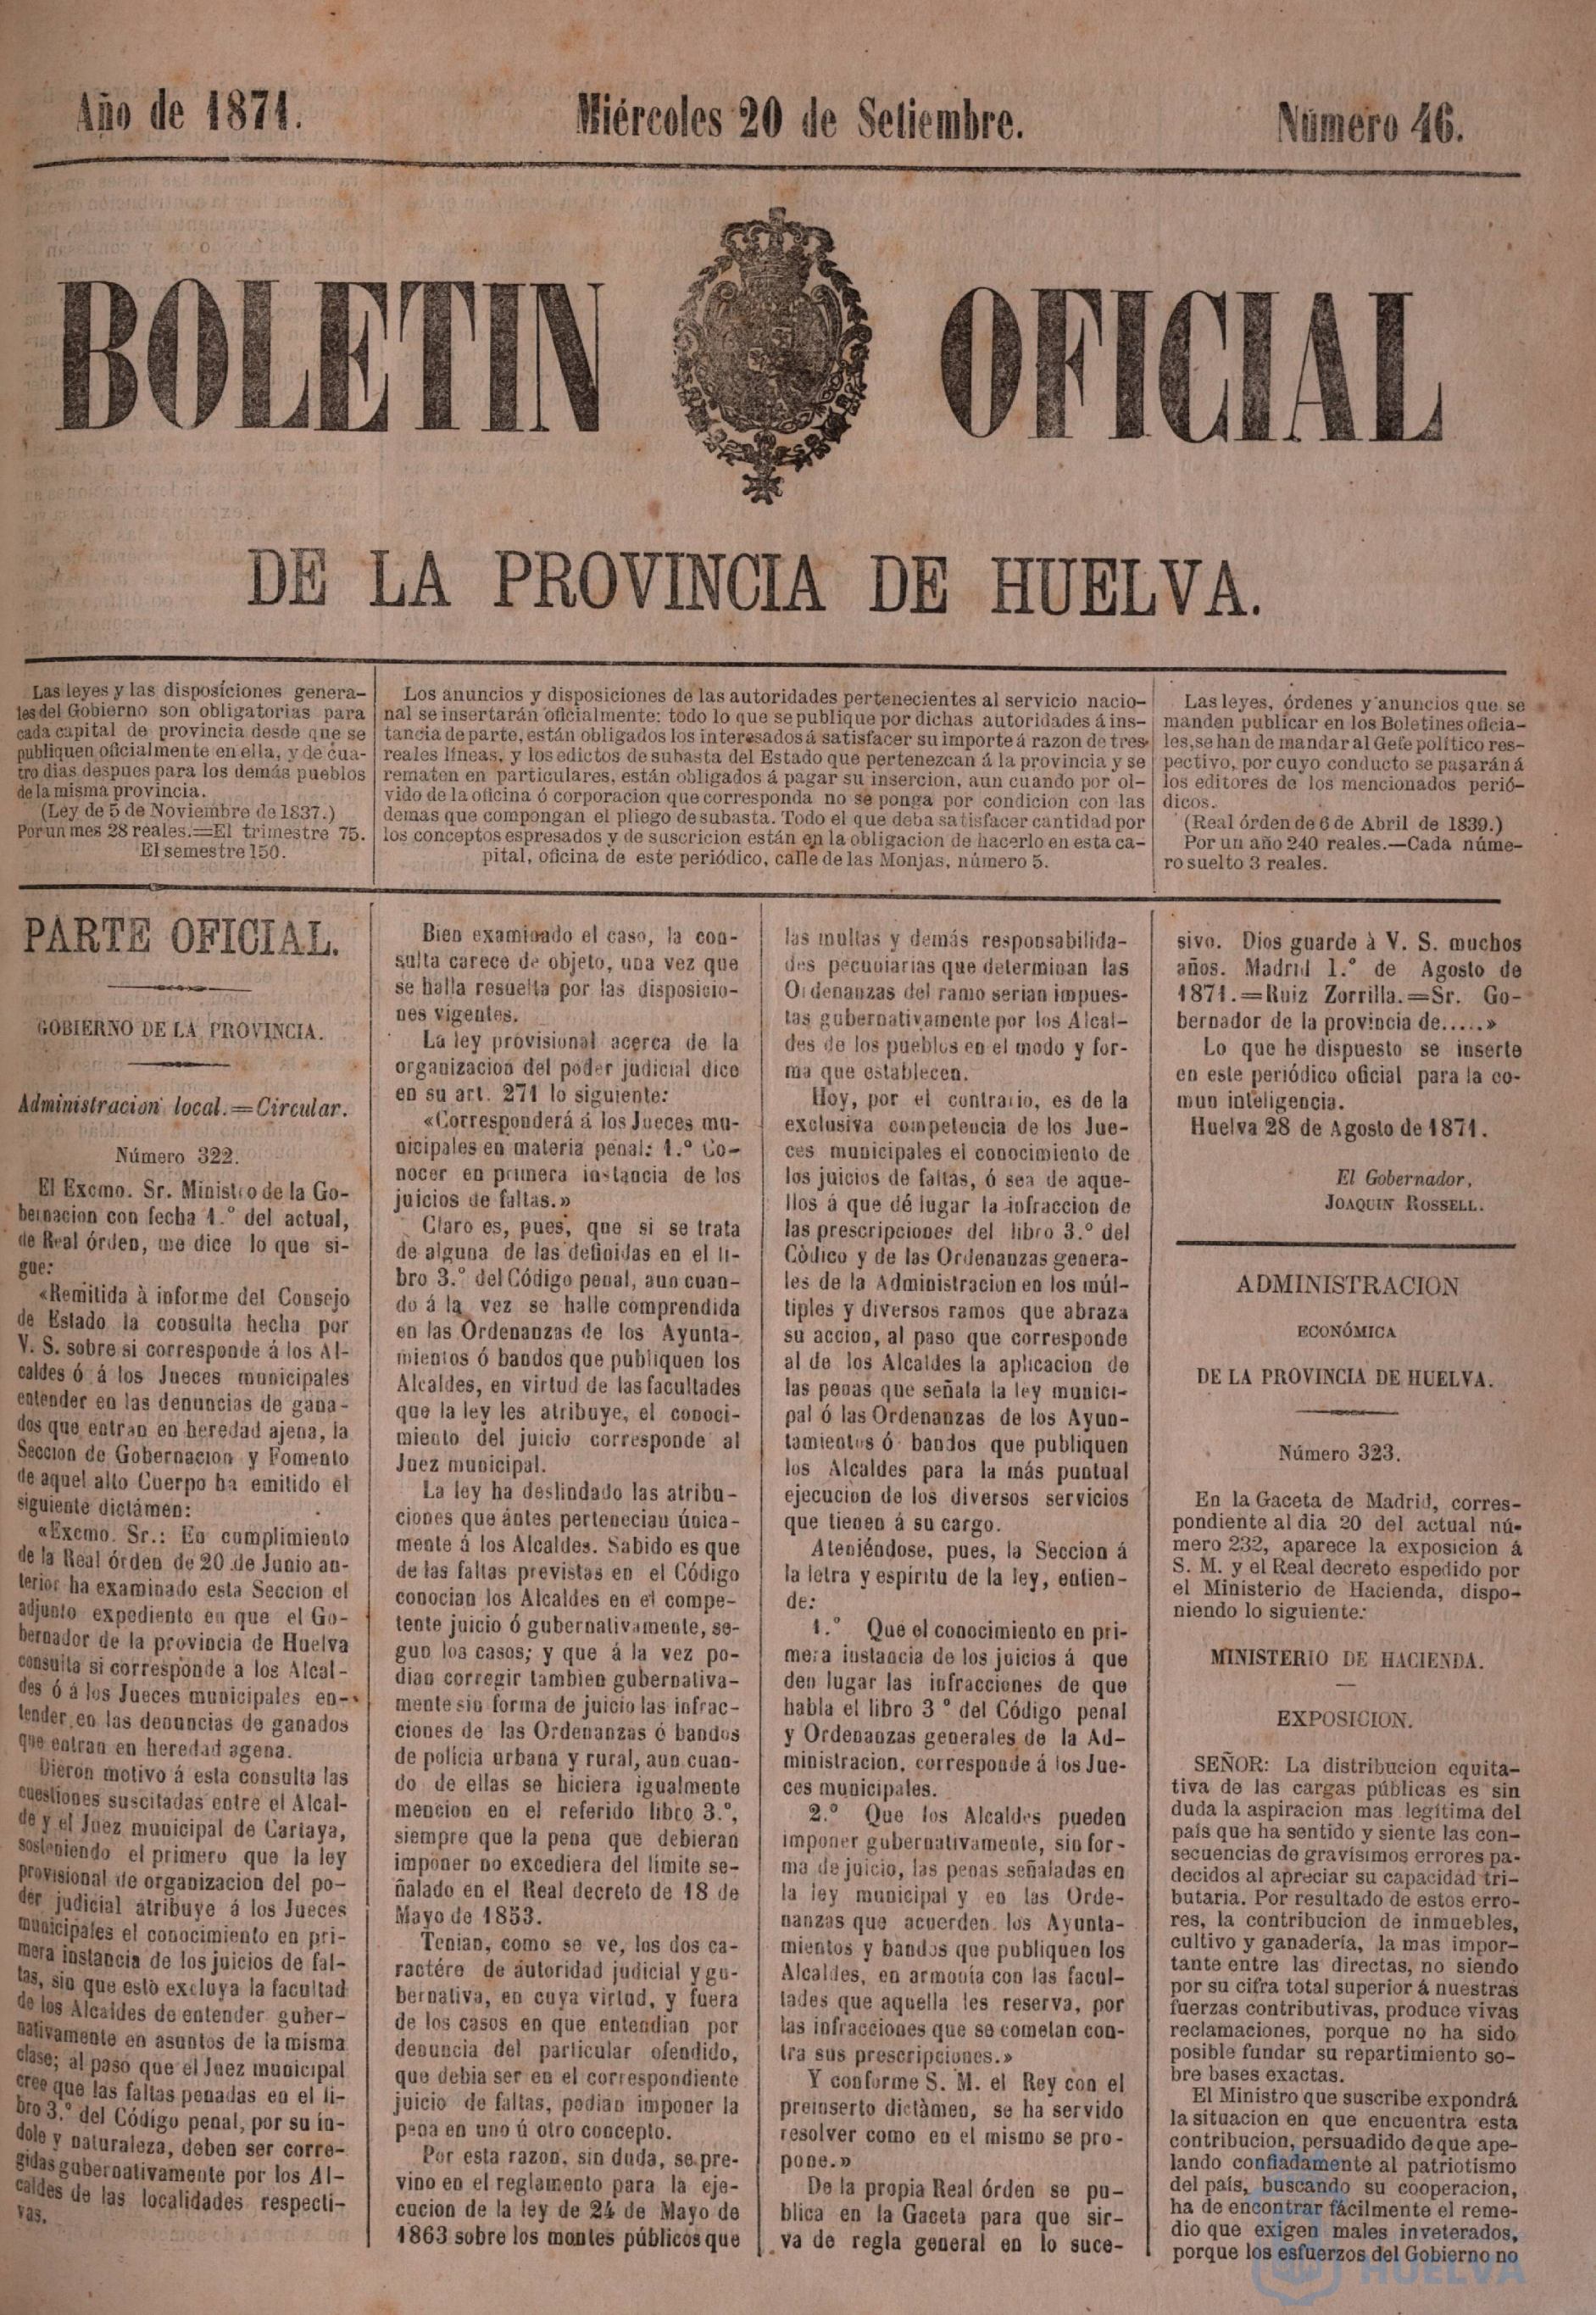 Año de 1871.
Miércoles 20 de Setiembre.
Número 46.
BOLETIN OFICIAL
DE LA PROVINCIA DE HUELVA.
Las leyes y las disposiciones genera-
les del Gobierno son obligatorias para
cada capital de provincia desde que se
publiquen oficialmente en ella, y de cua-
tro dias despues para los demás pueblos
de la misma provincia.
(Ley de 5 de Noviembre de 1837.)
Por un mes 28 reales.=El trimestre 75.
El semestre 150.
Los anuncios y disposiciones de las autoridades pertenecientes al servicio nacio-
nal se insertarán oficialmente: todo lo que se publique por dichas autoridades á ins-
tancia de parte, están obligados los interesados á satisfacer su importe á razon de tres
reales líneas, y los edictos de subasta del Estado que pertenezcan á la provincia y se
rematen en particulares, están obligados á pagar su insercion, aun cuando por ol-
vido de la oficina ó corporacion que corresponda no se ponga por condicion con las
demas que compongan el pliego de subasta. Todo el que deba satisfacer cantidad por
los conceptos espresados y de suscricion están en la obligacion de hacerlo en esta ca-
pital, oficina de este periódico, calle de las Monjas, número 5.
Las leyes, órdenes y anuncios que se
manden publicar en los Boletines oficia-
les, se han de mandar al Gefe político res-
pectivo, por cuyo conducto se pasarán á
los editores de los mencionados perió-
dicos.
(Real órden de 6 de Abril de 1839.)
Por un año 240 reales.—Cada núme-
ro suelto 3 reales.
PARTE OFICIAL.
GOBIERNO DE LA PROVINCIA.
Administracion local.=Circular.
Número 322.
El Excmo. Sr. Ministro de la Go-
bernacion con fecha 1.º del actual,
de Real órden, me dice lo que si-
gue:
«Remitida à informe del Consejo
de Estado la consulta hecha por
V. S. sobre si corresponde á los Al-
caldes ó á los Jueces municipales
entender en las denuncias de gana-
dos que entran en heredad ajena, la
Seccion de Gobernacion y Fomento
de aquel alto Cuerpo ha emitido el
siguiente dictámen:
«Excmo. Sr.: En cumplimiento
de la Real órden de 20 de Junio an-
terior ha examinado esta Seccion el
adjunto expediente en que el Go-
bernador de la provincia de Huelva
consulta si corresponde a los Alcal-
des ó á los Jueces municipales en-
tender en las denuncias de ganados
que entran en heredad agena.
Dieron motivo á esta consulta las
cuestiones suscitadas entre el Alcal-
de y el Juez municipal de Cartaya,
sosteniendo el primero que la ley
provisional de organizacion del po-
der judicial atribuye á los Jueces
municipales el conocimiento en pri-
mera instancia de los juicios de fal-
tas, sin que esto excluya la facultad
de los Alcaldes de entender guber-
nativamente en asuntos de la misma
clase; al paso que el Juez municipal
cree que las faltas penadas en el li-
bro 3.º del Código penal, por su ín-
dole y naturaleza, deben ser corre-
gidas gubernativamente por los Al-
caldes de las localidades respecti-
vas.
Bien examinado el caso, la con-
sulta carece de objeto, una vez que
se halla resuelta por las disposicio-
nes vigentes.
La ley provisional acerca de la
organizacion del poder judicial dice
en su art. 271 lo siguiente:
«Corresponderá á los Jueces mu-
nicipales en materia penal: 1.º Co-
nocer en primera instancia de los
juicios de faltas.»
Claro es, pues, que si se trata
de alguna de las definidas en el li-
bro 3.º del Código penal, aun cuan-
do á la vez se halle comprendida
en las Ordenanzas de los Ayunta-
mientos ó bandos que publiquen los
Alcaldes, en virtud de las facultades
que la ley les atribuye, el conoci-
miento del juicio corresponde al
Juez municipal.
La ley ha deslindado las atribu-
ciones que ántes pertenecian única-
mente á los Alcaldes. Sabido es que
de las faltas previstas en el Código
conocian los Alcaldes en el compe-
tente juicio ó gubernativamente, se-
gun los casos; y que á la vez po-
dian corregir tambien gubernativa-
mente sin forma de juicio las infrac-
ciones de las Ordenanzas ó bandos
de policia urbana y rural, aun cuan-
do de ellas se hiciera igualmente
mencion en el referido libro 3.º,
siempre que la pena que debieran
imponer no excediera del límite se-
ñalado en el Real decreto de 18 de
Mayo de 1853.
Tenian, como se ve, los dos ca-
ractére de autoridad judicial y gu-
bernativa, en cuya virtud, y fuera
de los casos en que entendian por
denuncia del particular ofendido,
que debia ser en el correspondiente
juicio de faltas, podian imponer la
pena en uno ú otro concepto.
Por esta razon, sin duda, se pre-
vino en el reglamento para la eje-
cucion de la ley de 24 de Mayo de
1863 sobre los montes públicos que
las multas y demás responsabilida-
des pecuniarias que determinan las
Ordenanzas del ramo serian impues-
tas gubernativamente por los Alcal-
des de los pueblos en el modo y for-
ma que establecen.
Hoy, por el contrario, es de la
exclusiva competencia de los Jue-
ces municipales el conocimiento de
los juicios de faltas, ó sea de aque-
llos á que dé lugar la infraccion de
las prescripciones del libro 3.º del
Còdico y de las Ordenanzas genera-
les de la Administracion en los múl-
tiples y diversos ramos que abraza
su accion, al paso que corresponde
al de los Alcaldes la aplicacion de
las penas que señala la ley munici-
pal ó las Ordenanzas de los Ayun-
tamientos ó bandos que publiquen
los Alcaldes para la más puntual
ejecucion de los diversos servicios
que tienen á su cargo.
Ateniéndose, pues, la Seccion á
la letra y espiritu de la ley, entien-
de:
1.º Que el conocimiento en pri-
mera instancia de los juicios á que
den lugar las infracciones de que
habla el libro 3 º del Código penal
y Ordenanzas generales de la Ad-
ministracion, corresponde á los Jue-
ces municipales.
2.º Que los Alcaldes pueden
imponer gubernativamente, sin for-
ma de juicio, las penas señaladas en
la ley municipal y en las Orde-
nanzas que acuerden los Ayunta-
mientos y bandos que publiquen los
Alcaldes, en armonía con las facul-
tades que aquella les reserva, por
las infracciones que se cometan con-
tra sus prescripciones.»
Y conforme S. M. el Rey con el
preinserto dictàmen, se ha servido
resolver como en el mismo se pro-
pone.»
De la propia Real órden se pu-
blica en la Gaceta para que sir-
va de regla general en lo suce-
sivo. Dios guarde à V. S. muchos
años. Madrid 1.º de Agosto de
1871.=Ruiz Zorrilla.=Sr. Go-
bernador de la provincia de.....»
Lo que he dispuesto se inserte
en este periódico oficial para la co-
mun inteligencia.
Huelva 28 de Agosto de 1871.
El Gobernador,
JOAQUIN ROSSELL.
ADMINISTRACION
ECONÓMICA
DE LA PROVINCIA DE HUELVA.
Número 323.
En la Gaceta de Madrid, corres-
pondiente al dia 20 del actual nú-
mero 232, aparece la exposicion á
S. M. y el Real decreto espedido por
el Ministerio de Hacienda, dispo-
niendo lo siguiente:
MINISTERIO DE HACIENDA.
EXPOSICION.
SEÑOR: La distribucion equita-
tiva de las cargas públicas es sin
duda la aspiracion mas legítima del
país que ha sentido y siente las con-
secuencias de gravísimos errores pa-
decidos al apreciar su capacidad tri-
butaria. Por resultado de estos erro-
res, la contribucion de inmuebles,
cultivo y ganadería, la mas impor-
tante entre las directas, no siendo
por su cifra total superior á nuestras
fuerzas contributivas, produce vivas
reclamaciones, porque no ha sido
posible fundar su repartimiento so-
bre bases exactas.
El Ministro que suscribe expondrá
la situacion en que encuentra esta
contribucion, persuadido de que ape-
lando confiadamente al patriotismo
del país, buscando su cooperacion,
ha de encontrar fácilmente el reme-
dio que exigen males inveterados,
porque los esfuerzos del Gobierno no
HUELVA